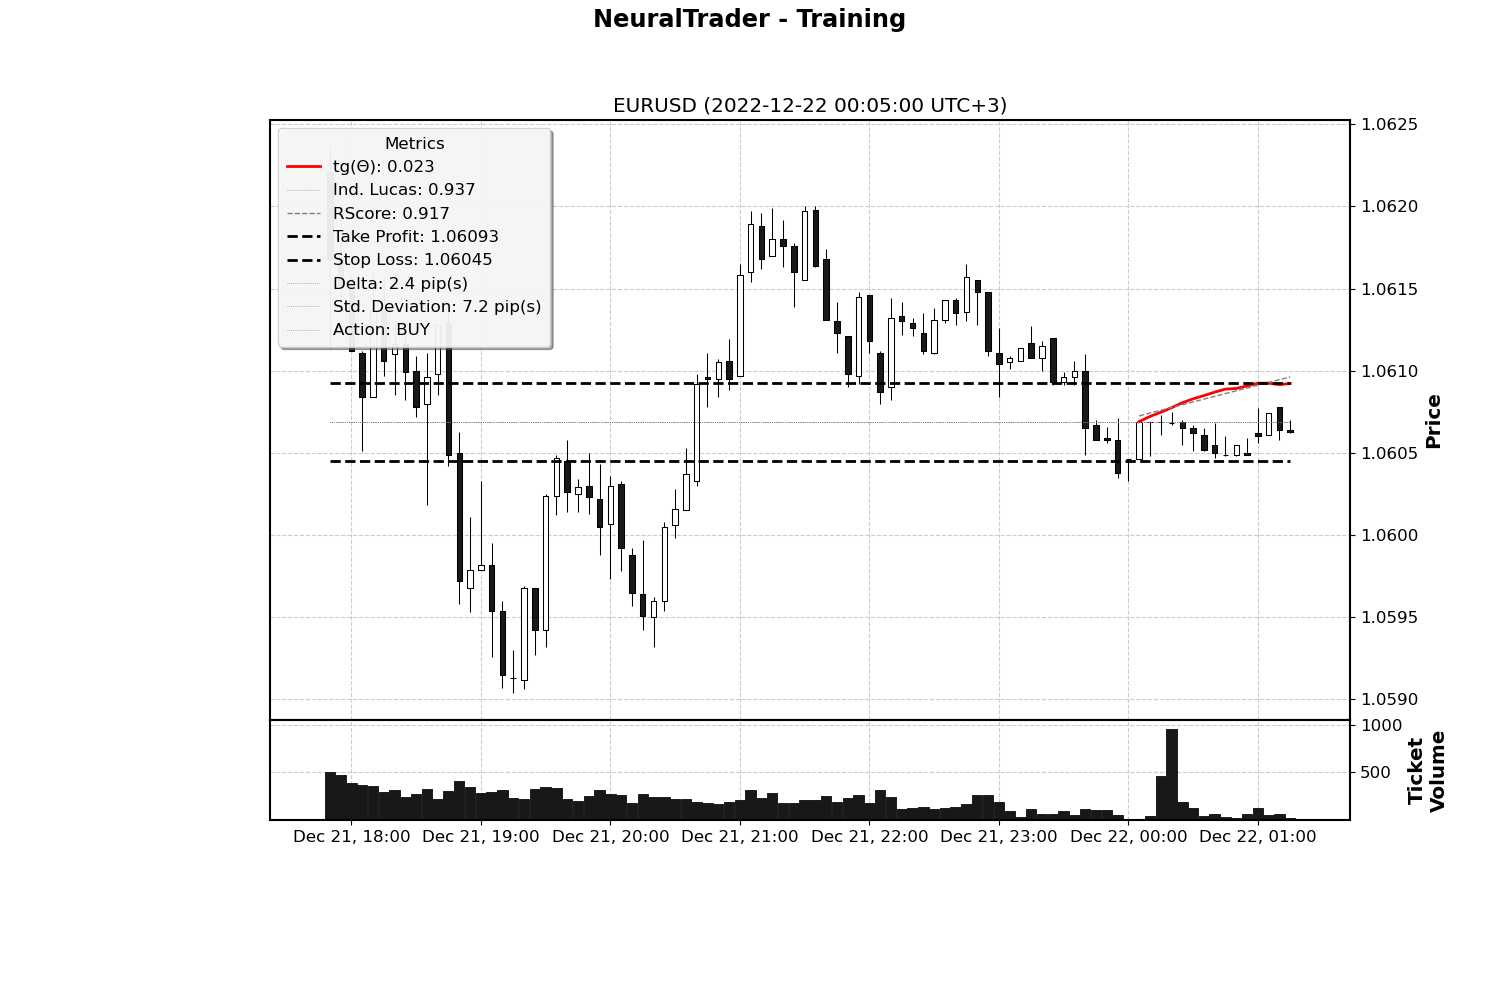 NeuralTrader - Training
EURUSD (2022-12-22 00:05:00 UTC+3)
Metrics
tg(Θ): 0.023
Ind. Lucas: 0.937
RScore: 0.917
Take Profit: 1.06093
Stop Loss: 1.06045
Delta: 2.4 pip(s)
Std. Deviation: 7.2 pip(s)
Action: BUY
1.0625
1.0620
1.0615
1.0610
1.0605
1.0600
1.0595
1.0590
Price
1000
500
Ticket
Volume
Dec 21, 18:00
Dec 21, 19:00
Dec 21, 20:00
Dec 21, 21:00
Dec 21, 22:00
Dec 21, 23:00
Dec 22, 00:00
Dec 22, 01:00